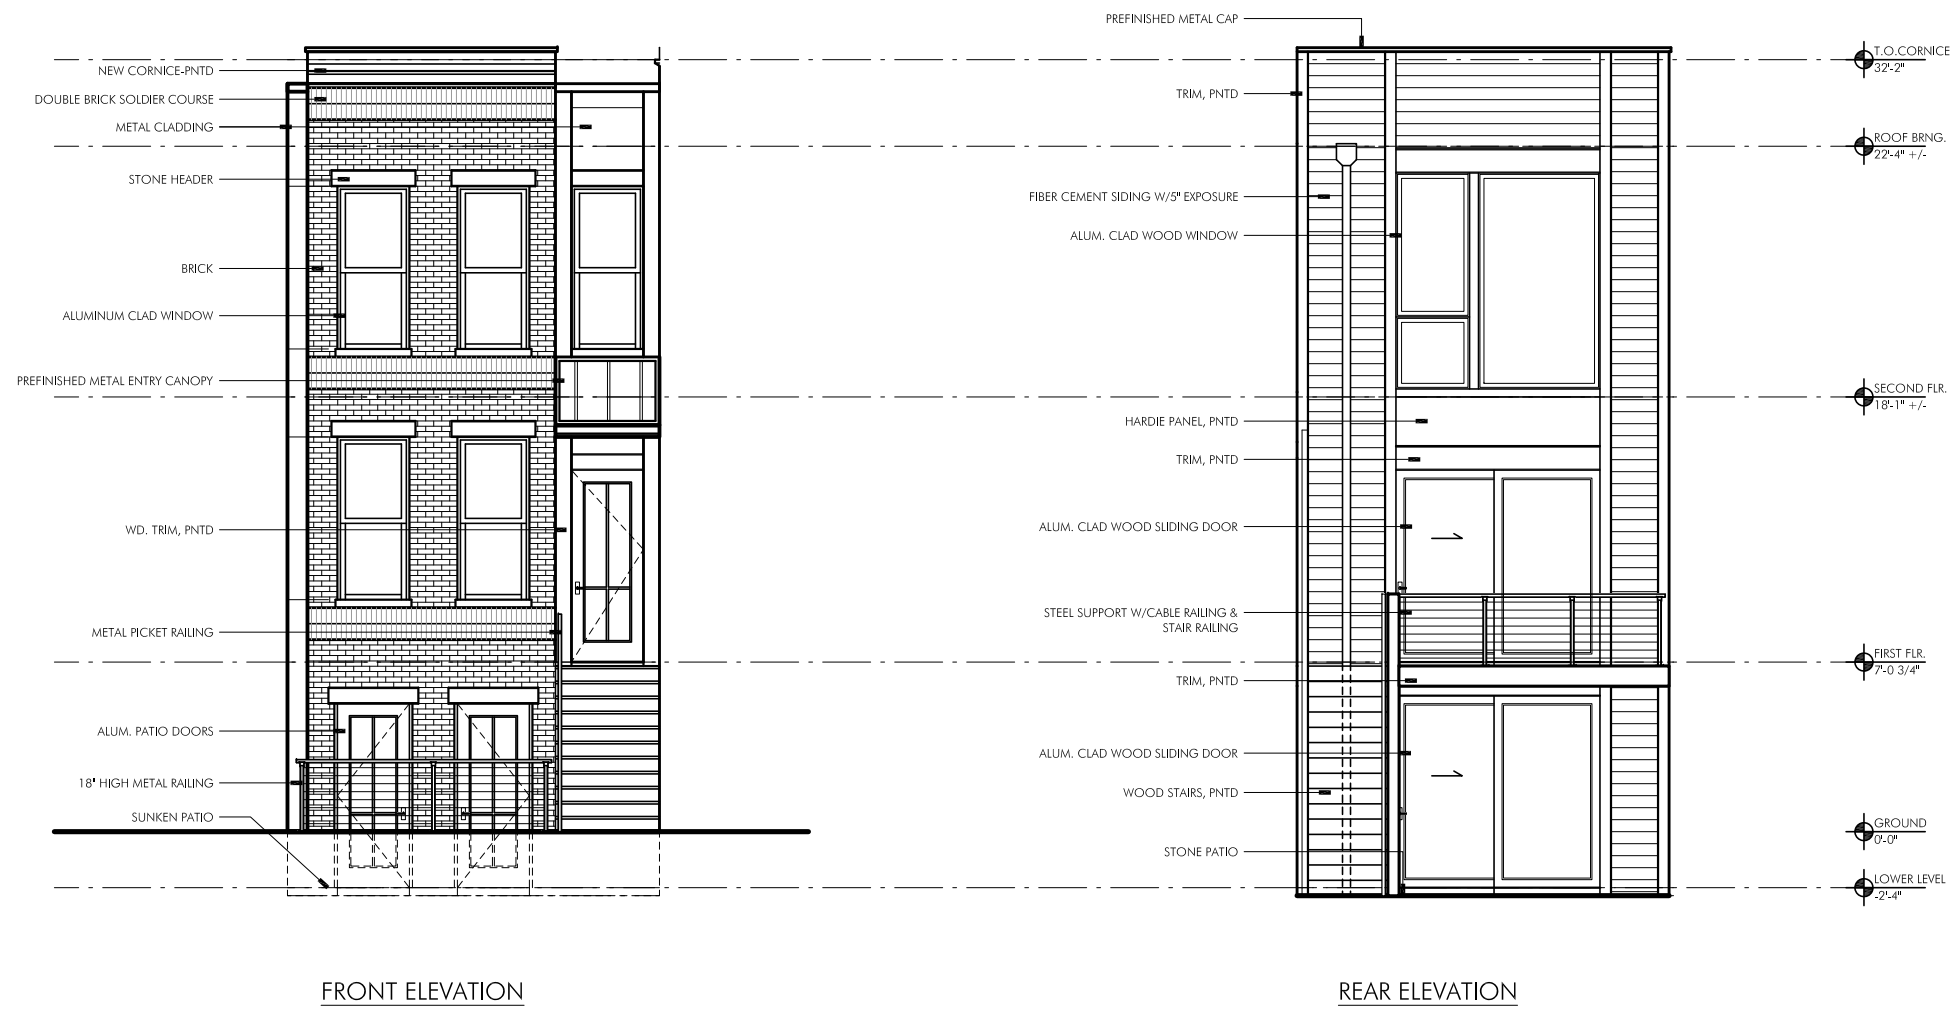 PREFINISHED METAL CAP
T.O.CORNICE
32'-2"
NEW CORNICE-PNTD
DOUBLE BRICK SOLDIER COURSE
METAL CLADDING
STONE HEADER
BRICK
ALUMINUM CLAD WINDOW
PREFINISHED METAL ENTRY CANOPY
WD. TRIM, PNTD
METAL PICKET RAILING
ALUM. PATIO DOORS
18" HIGH METAL RAILING
SUNKEN PATIO
TRIM, PNTD
FIBER CEMENT SIDING W/5" EXPOSURE
ALUM. CLAD WOOD WINDOW
HARDIE PANEL, PNTD
TRIM, PNTD
ALUM. CLAD WOOD SLIDING DOOR
STEEL SUPPORT W/CABLE RAILING &
STAIR RAILING
TRIM, PNTD
ALUM. CLAD WOOD SLIDING DOOR
WOOD STAIRS, PNTD
STONE PATIO
ROOF BRNG.
22'-4" +/-
SECOND FLR.
18'-1" +/-
FIRST FLR.
7'-0 3/4"
GROUND
0'-0"
LOWER LEVEL
-2'-4"
FRONT ELEVATION
REAR ELEVATION